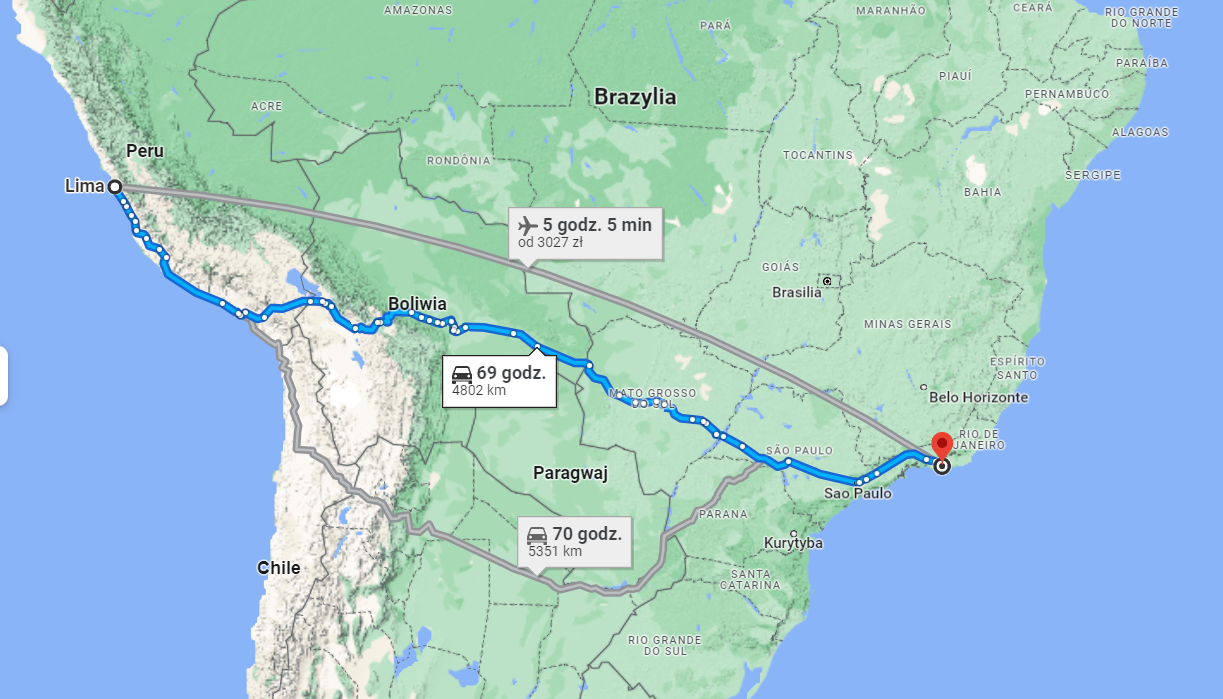 AMAZONAS
PARÁ
MARANHÃO
CEARÁ
RIO GRANDE
DO NORTE
PARAÍBA
PIAUÍ
PERNAMBUCO
Brazylia
ACRE
ALAGOAS
Peru
RONDÔNIA
TOCANTINS
SERGIPE
Lima
BAHIA
5 godz. 5 min
od 3027 zł
GOIÁS
Brasilia
Boliwia
MINAS GERAIS
ESPÍRITO
SANTO
69 godz.
4802 km
MATO GROSSO
DO SUL
Belo Horizonte
RIO DE
JANEIRO
SÃO PAULO
Paragwaj
Sao Paulo
PARANA
70 godz.
5351 km
Kurytyba
Chile
SANTA
CATARINA
RIO GRANDE
DO SUL